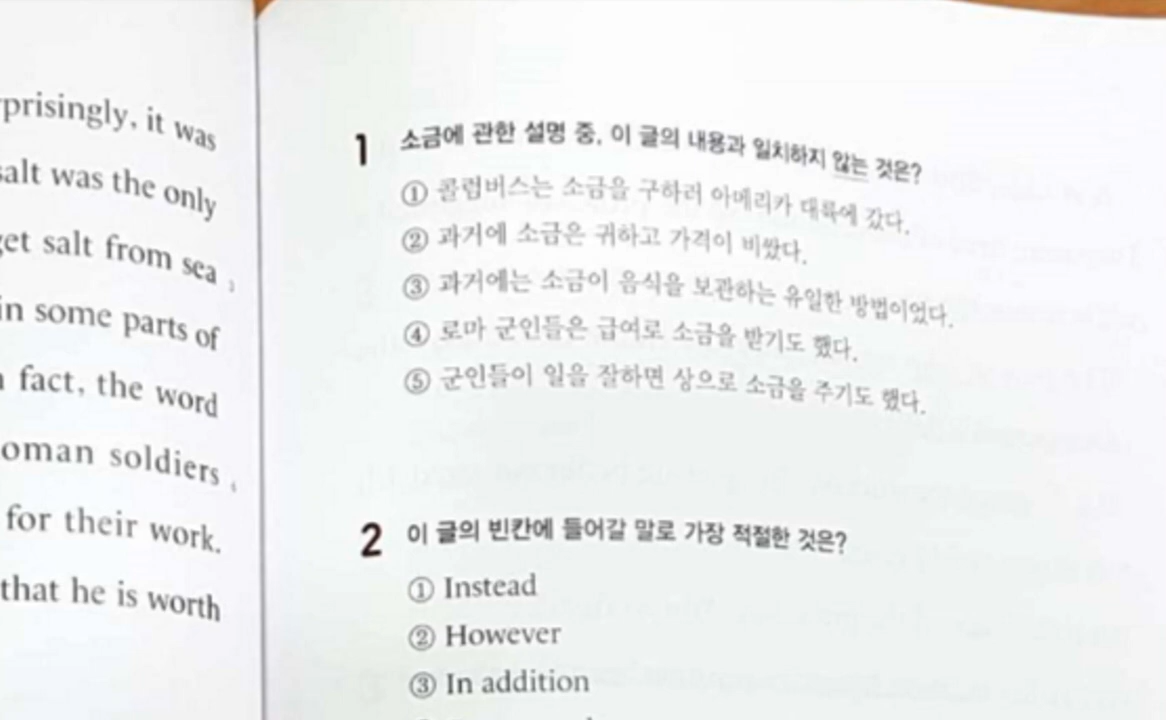 prisingly, it was
salt was the only
get salt from sea
in some parts of
fact, the word
oman soldiers
for their work.
that he is worth
1 소금에 관한 설명 중, 이 글의 내용과 일치하지 않는 것은?
① 콜럼버스는 소금을 구하러 아메리카 대륙에 갔다.
② 과거에 소금은 귀하고 가격이 비쌌다.
③ 과거에는 소금이 음식을 보관하는 유일한 방법이었다.
④ 로마 군인들은 급여로 소금을 받기도 했다.
⑤ 군인들이 일을 잘하면 상으로 소금을 주기도 했다.
2 이 글의 빈칸에 들어갈 말로 가장 적절한 것은?
① Instead
② However
③ In addition